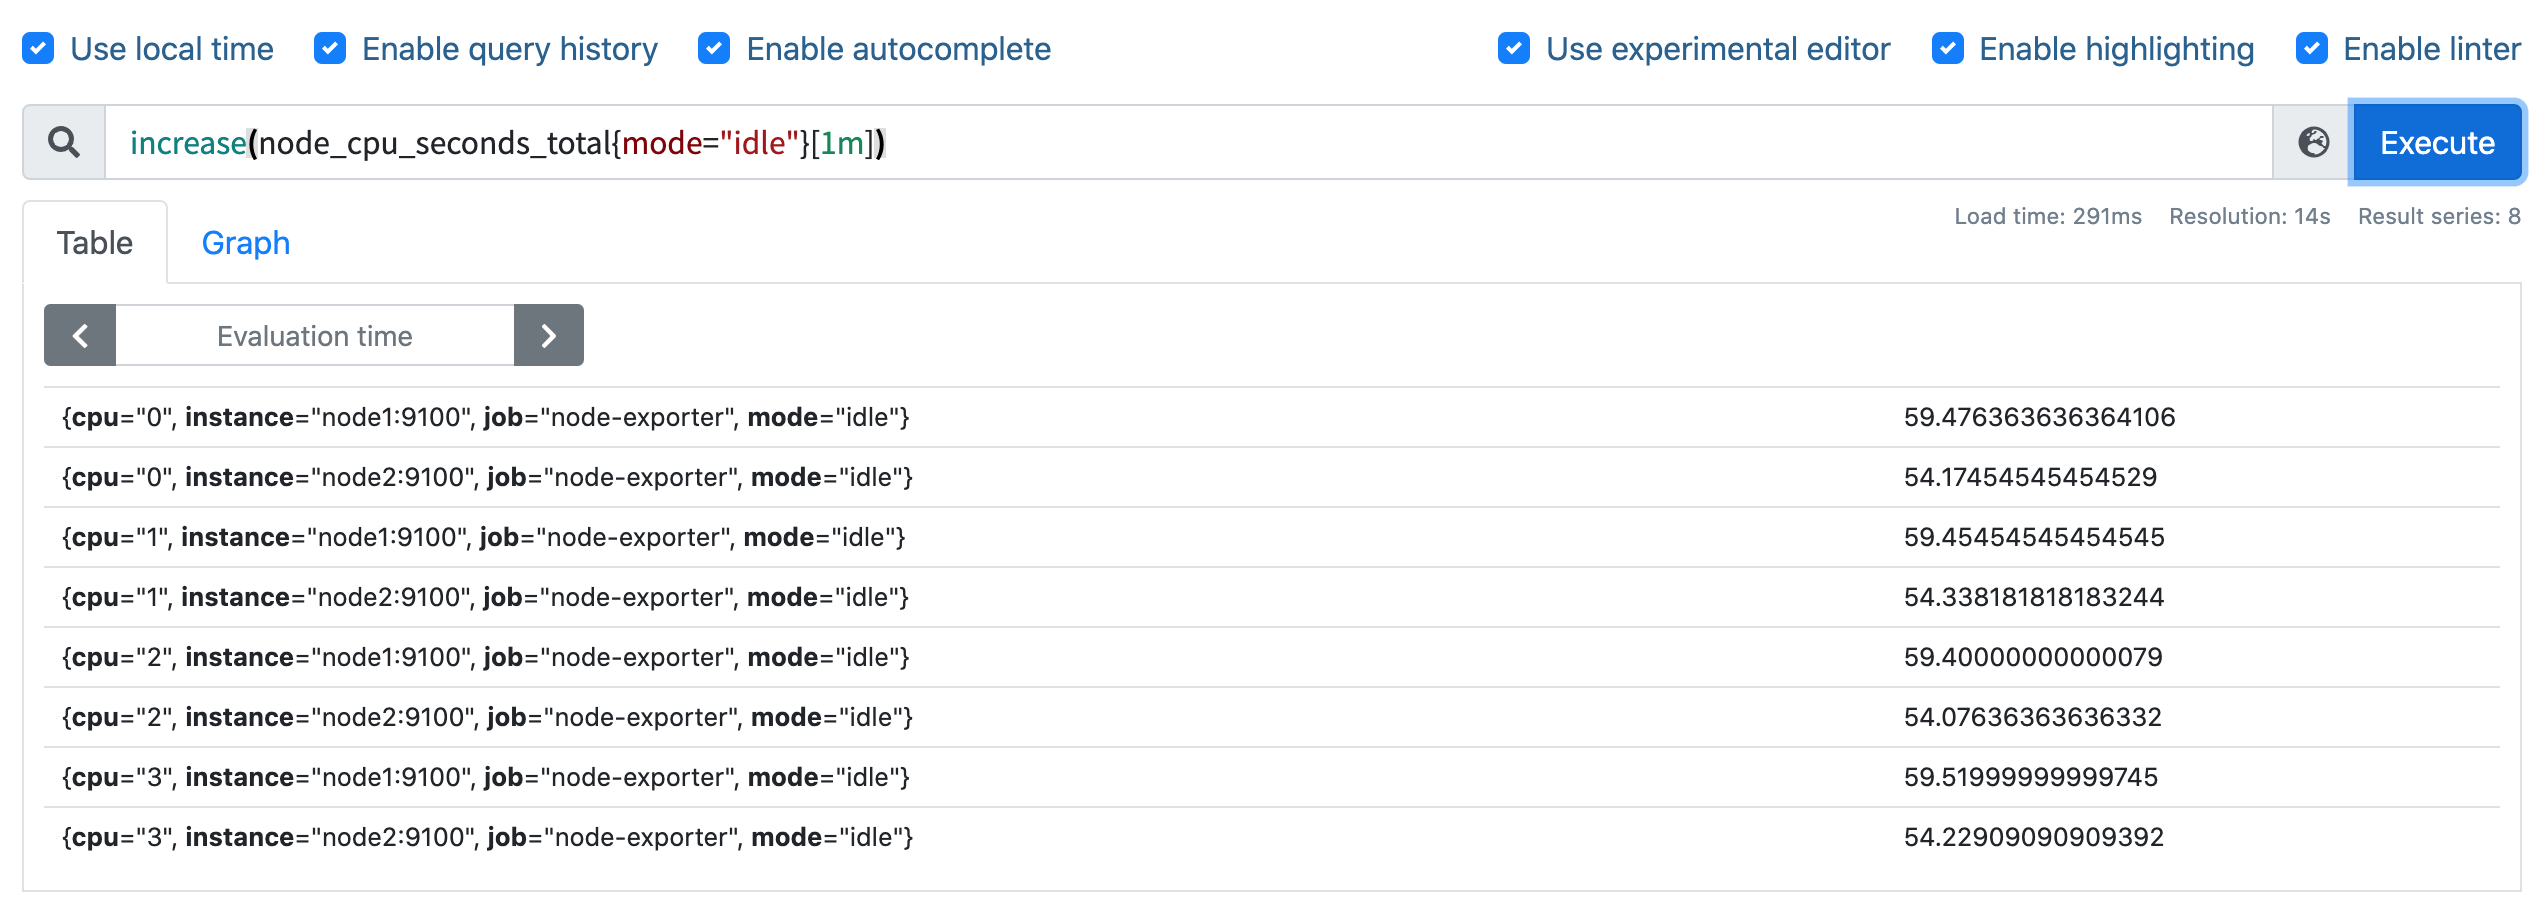 Use local time Enable query history Enable autocomplete Use experimental editor Enable highlighting Enable linter
increase(node_cpu_seconds_total{mode="idle"}[1m]) Execute
Load time: 291ms Resolution: 14s Result series: 8
Table Graph
Evaluation time
{cpu="0", instance="node1:9100", job="node-exporter", mode="idle"} 59.476363636364106
{cpu="0", instance="node2:9100", job="node-exporter", mode="idle"} 54.17454545454529
{cpu="1", instance="node1:9100", job="node-exporter", mode="idle"} 59.45454545454545
{cpu="1", instance="node2:9100", job="node-exporter", mode="idle"} 54.338181818183244
{cpu="2", instance="node1:9100", job="node-exporter", mode="idle"} 59.40000000000079
{cpu="2", instance="node2:9100", job="node-exporter", mode="idle"} 54.07636363636332
{cpu="3", instance="node1:9100", job="node-exporter", mode="idle"} 59.51999999999745
{cpu="3", instance="node2:9100", job="node-exporter", mode="idle"} 54.22909090909392